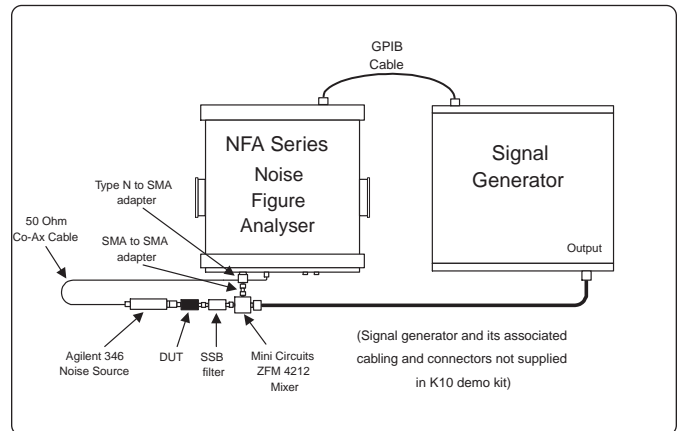 GPIB
Cable
NFA Series
Noise
Figure
Analyser
Signal
Generator
Output
Type N to SMA
adapter
50 Ohm
Co-Ax Cable
SMA to SMA
adapter
Agilent 346
Noise Source
DUT
SSB
filter
Mini Circuits
ZFM 4212
Mixer
(Signal generator and its associated
cabling and connectors not supplied
in K10 demo kit)